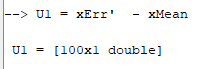 --> U1 = xErr'  - xMean
U1 = [100x1 double]